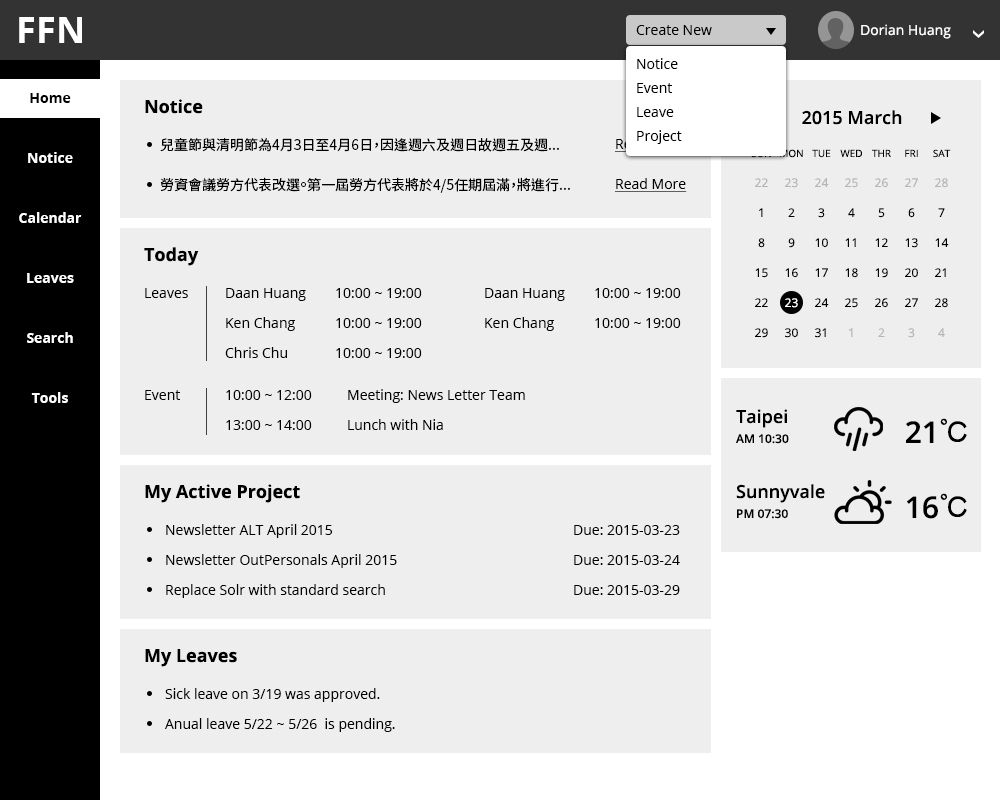 FFN
Create New
Dorian Huang
Notice
Event
Leave
Project
Home
Notice
Calendar
Leaves
Search
Tools
Notice
兒童節與清明節為4月3日至4月6日，因逢週六及週日故週五及週...
勞資會議勞方代表改選。第一屆勞方代表將於4/5任期屆滿，將進行... Read More
Today
Leaves
Daan Huang 10:00 ~ 19:00 Daan Huang 10:00 ~ 19:00
Ken Chang 10:00 ~ 19:00 Ken Chang 10:00 ~ 19:00
Chris Chu 10:00 ~ 19:00
Event
10:00 ~ 12:00 Meeting: News Letter Team
13:00 ~ 14:00 Lunch with Nia
My Active Project
Newsletter ALT April 2015 Due: 2015-03-23
Newsletter OutPersonals April 2015 Due: 2015-03-24
Replace Solr with standard search Due: 2015-03-29
My Leaves
Sick leave on 3/19 was approved.
Anual leave 5/22 ~ 5/26 is pending.
2015 March
TUE WED THR FRI SAT
22 23 24 25 26 27 28
1 2 3 4 5 6 7
8 9 10 11 12 13 14
15 16 17 18 19 20 21
22 23 24 25 26 27 28
29 30 31 1 2 3 4
Taipei
AM 10:30
21°C
Sunnyvale
PM 07:30
16°C